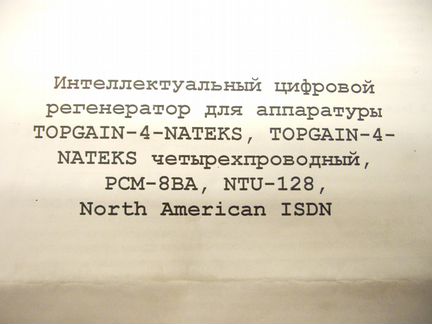 Интеллектуальный цифровой
регенератор для аппаратуры
TOPGAIN-4-NATEKS, TOPGAIN-4-
NATEKS четырехпроводный,
PCM-8BA, NTU-128,
North American ISDN